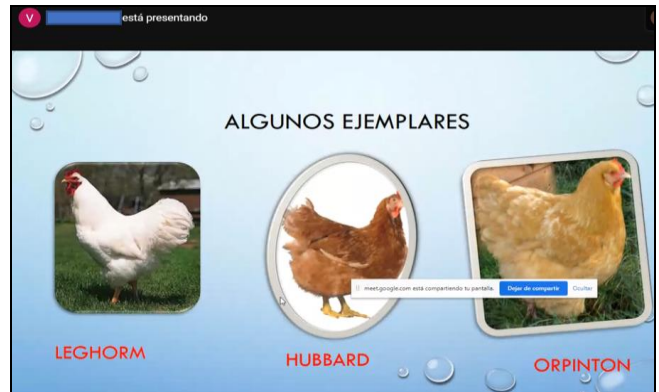 V
está presentando
ALGUNOS EJEMPLARES
meet.google.com está compartiendo tu pantalla.
Dejar de compartir
Ocultar
LEGHORM
HUBBARD
ORPINTON